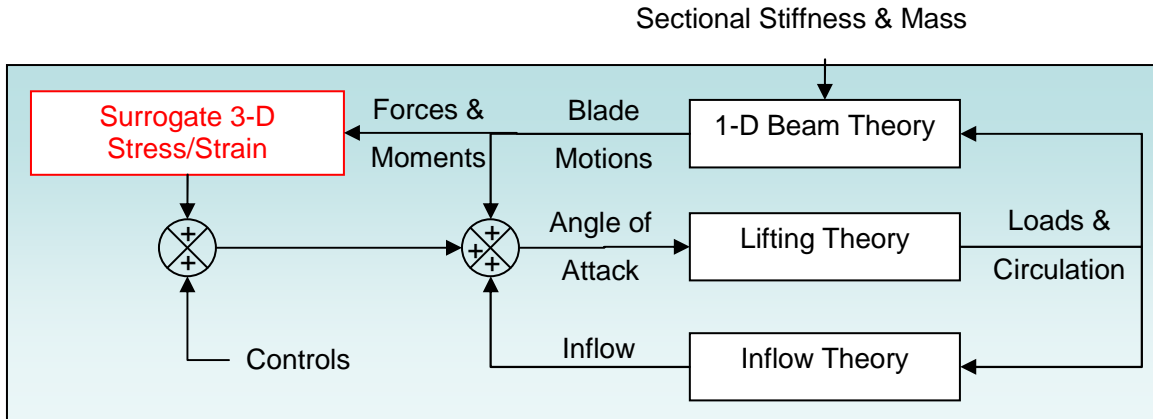 Sectional Stiffness & Mass
Surrogate 3-D
Stress/Strain
Forces &
Moments
Blade
Motions
1-D Beam Theory
+
+
+
+
+
Angle of
Attack
Lifting Theory
Loads &
Circulation
Controls
Inflow
Inflow Theory